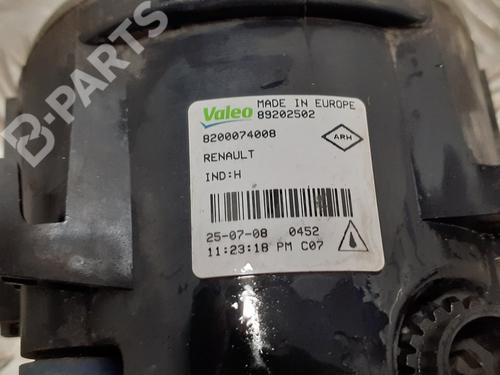 B-PARTS
Valeo MADE IN EUROPE
89202502
8200074008
ARH
RENAULT
IND:H
25-07-08 0452
11:23:18 PM C07